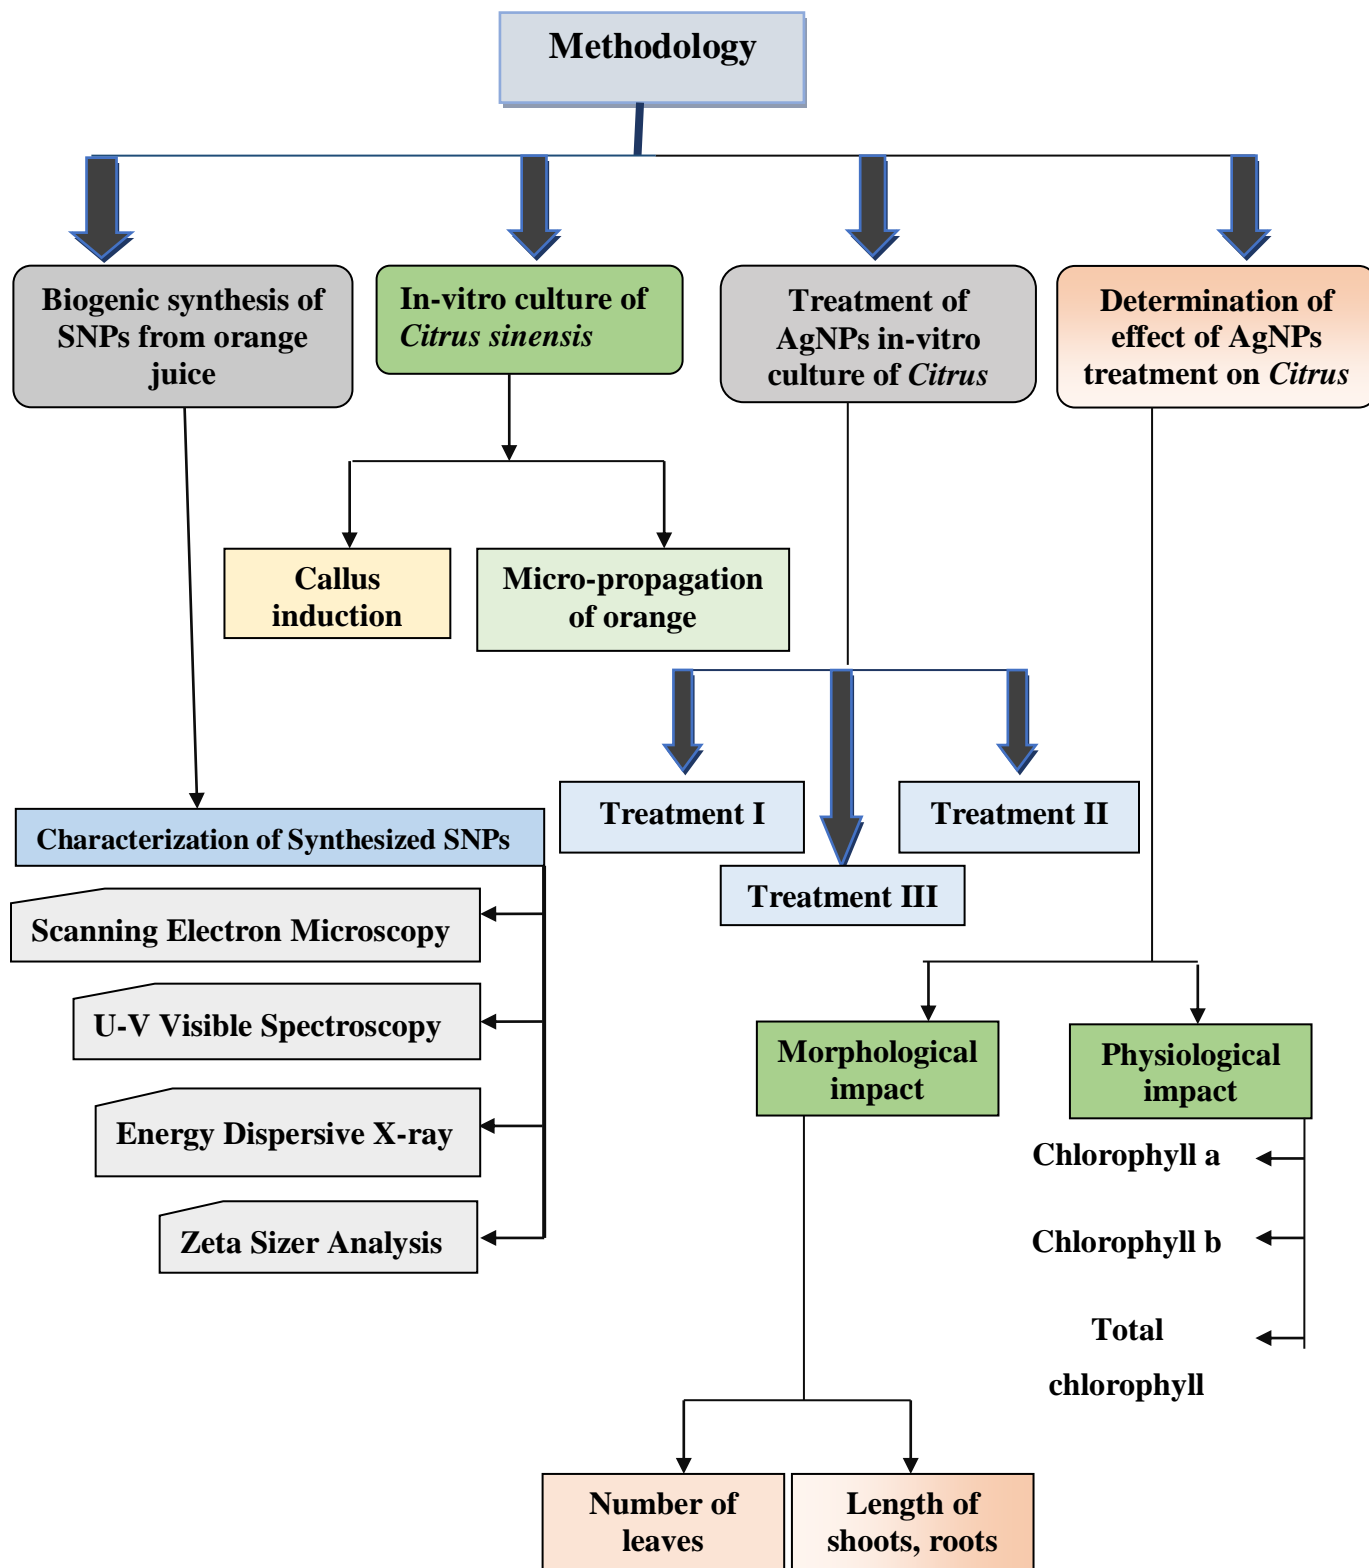 Methodology
Biogenic synthesis of
SNPs from orange
juice
In-vitro culture of
Citrus sinensis
Treatment of
AgNPs in-vitro
culture of Citrus
Determination of
effect of AgNPs
treatment on Citrus
Callus
induction
Micro-propagation
of orange
Treatment I
Treatment II
Treatment III
Characterization of Synthesized SNPs
Scanning Electron Microscopy
U-V Visible Spectroscopy
Energy Dispersive X-ray
Zeta Sizer Analysis
Morphological
impact
Physiological
impact
Chlorophyll a
Chlorophyll b
Total
chlorophyll
Number of
leaves
Length of
shoots, roots